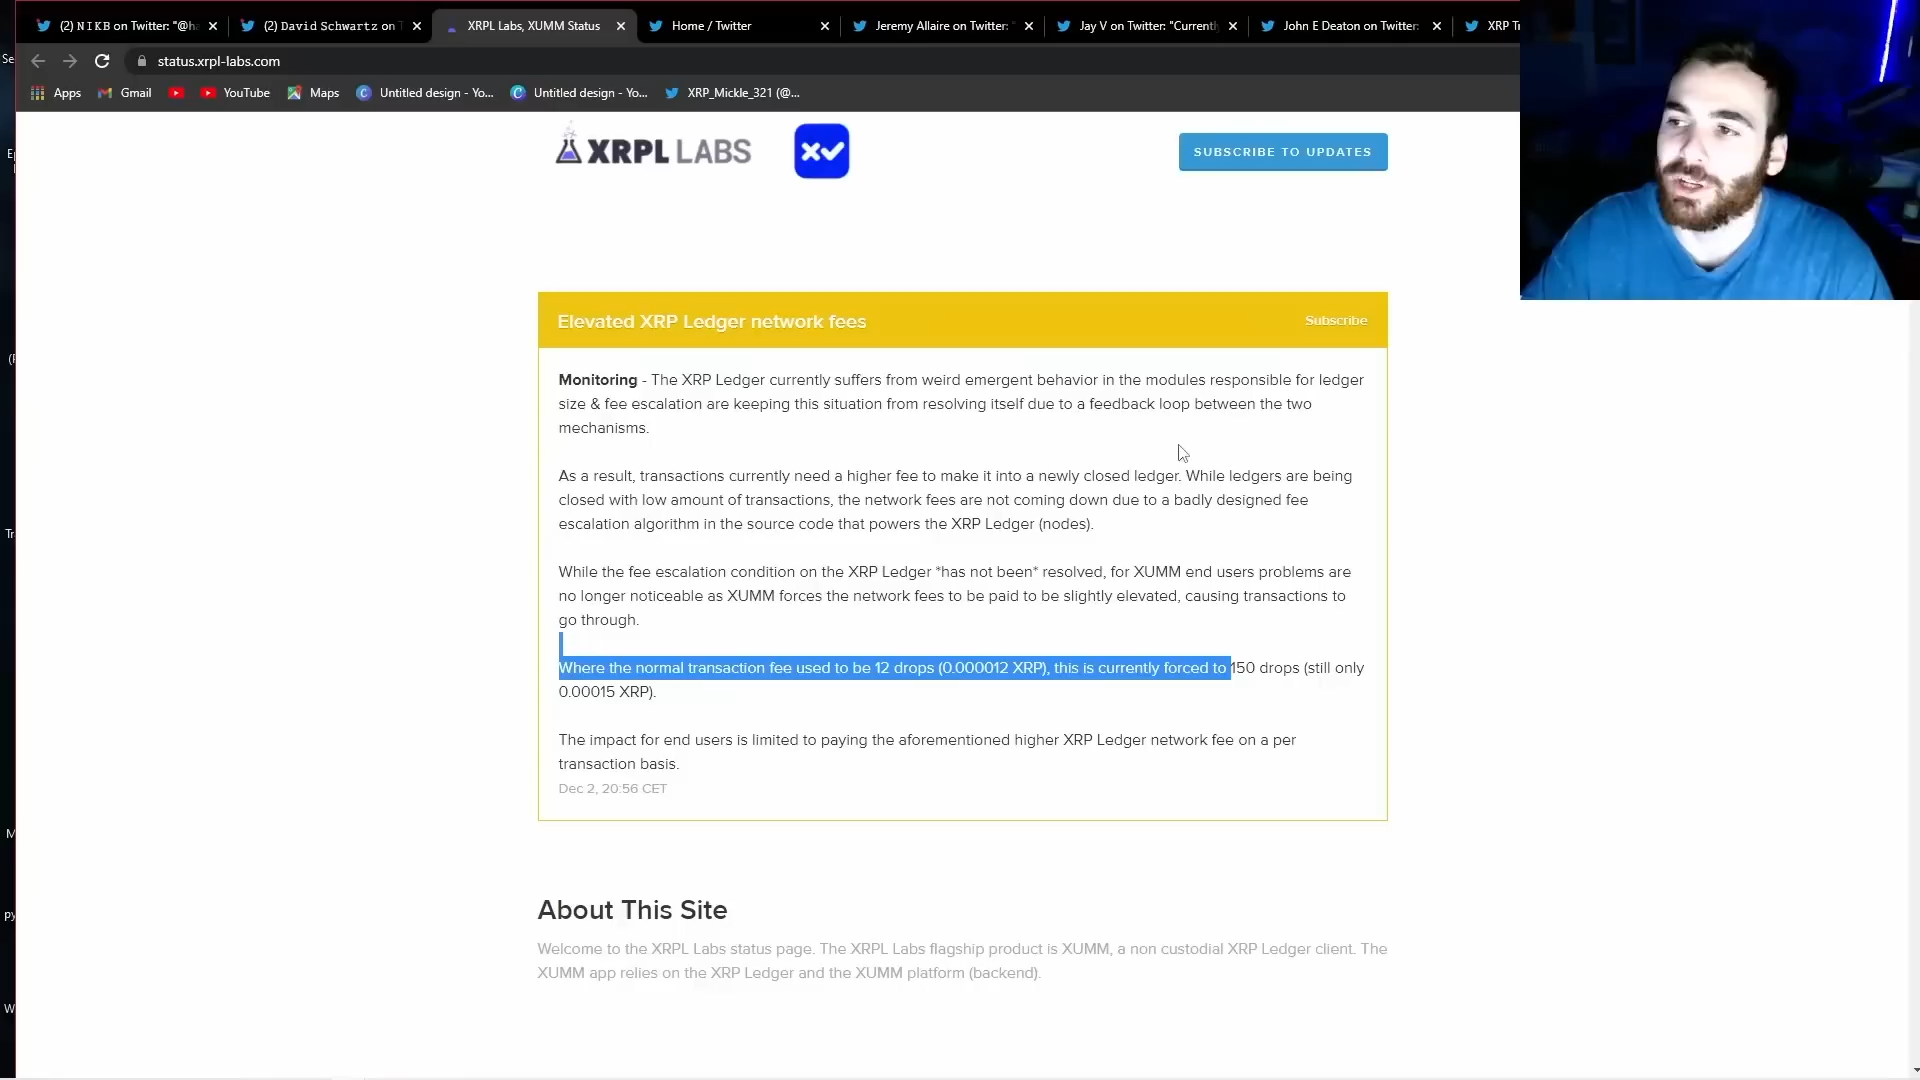 (2) N I K B on Twitter: "@ha
(2) David Schwartz on T
XRPL Labs, XUMM Status
Home / Twitter
Jeremy Allaire on Twitter: "
Jay V on Twitter: "Currentl
John E Deaton on Twitter:
XRP Tr
status.xrpl-labs.com
Apps
Gmail
YouTube
Maps
Untitled design - Yo...
Untitled design - Yo...
XRP_Mickle_321 (@...
XRPL LABS
SUBSCRIBE TO UPDATES
Elevated XRP Ledger network fees
Subscribe
Monitoring - The XRP Ledger currently suffers from weird emergent behavior in the modules responsible for ledger
size & fee escalation are keeping this situation from resolving itself due to a feedback loop between the two
mechanisms.
As a result, transactions currently need a higher fee to make it into a newly closed ledger. While ledgers are being
closed with low amount of transactions, the network fees are not coming down due to a badly designed fee
escalation algorithm in the source code that powers the XRP Ledger (nodes).
While the fee escalation condition on the XRP Ledger *has not been* resolved, for XUMM end users problems are
no longer noticeable as XUMM forces the network fees to be paid to be slightly elevated, causing transactions to
go through.
Where the normal transaction fee used to be 12 drops (0.000012 XRP), this is currently forced to 150 drops (still only
0.00015 XRP).
The impact for end users is limited to paying the aforementioned higher XRP Ledger network fee on a per
transaction basis.
Dec 2, 20:56 CET
About This Site
Welcome to the XRPL Labs status page. The XRPL Labs flagship product is XUMM, a non custodial XRP Ledger client. The
XUMM app relies on the XRP Ledger and the XUMM platform (backend).